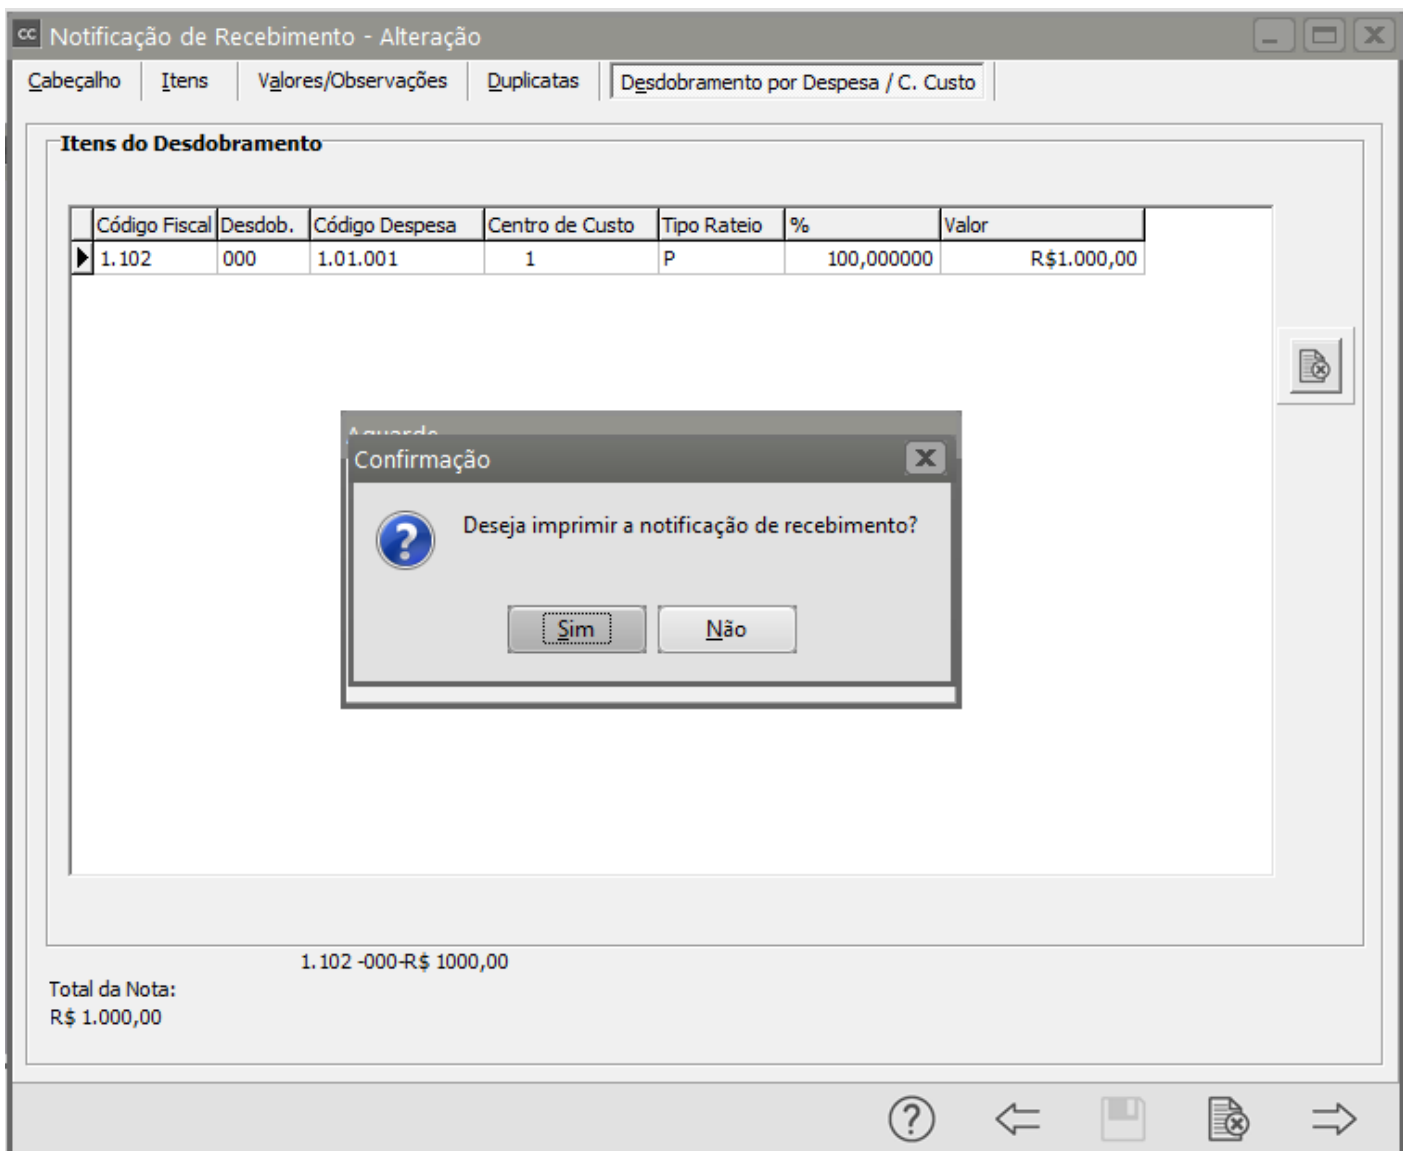 cc Notificação de Recebimento - Alteração
Cabeçalho Itens Valores/Observações Duplicatas Desdobramento por Despesa / C. Custo
Itens do Desdobramento
Código Fiscal Desdob. Código Despesa Centro de Custo Tipo Rateio % Valor
1.102 000 1.01.001 1 P 100,000000 R$1.000,00
Aguarde
Confirmação
Deseja imprimir a notificação de recebimento?
Sim Não
1.102 -000-R$ 1000,00
Total da Nota:
R$ 1.000,00